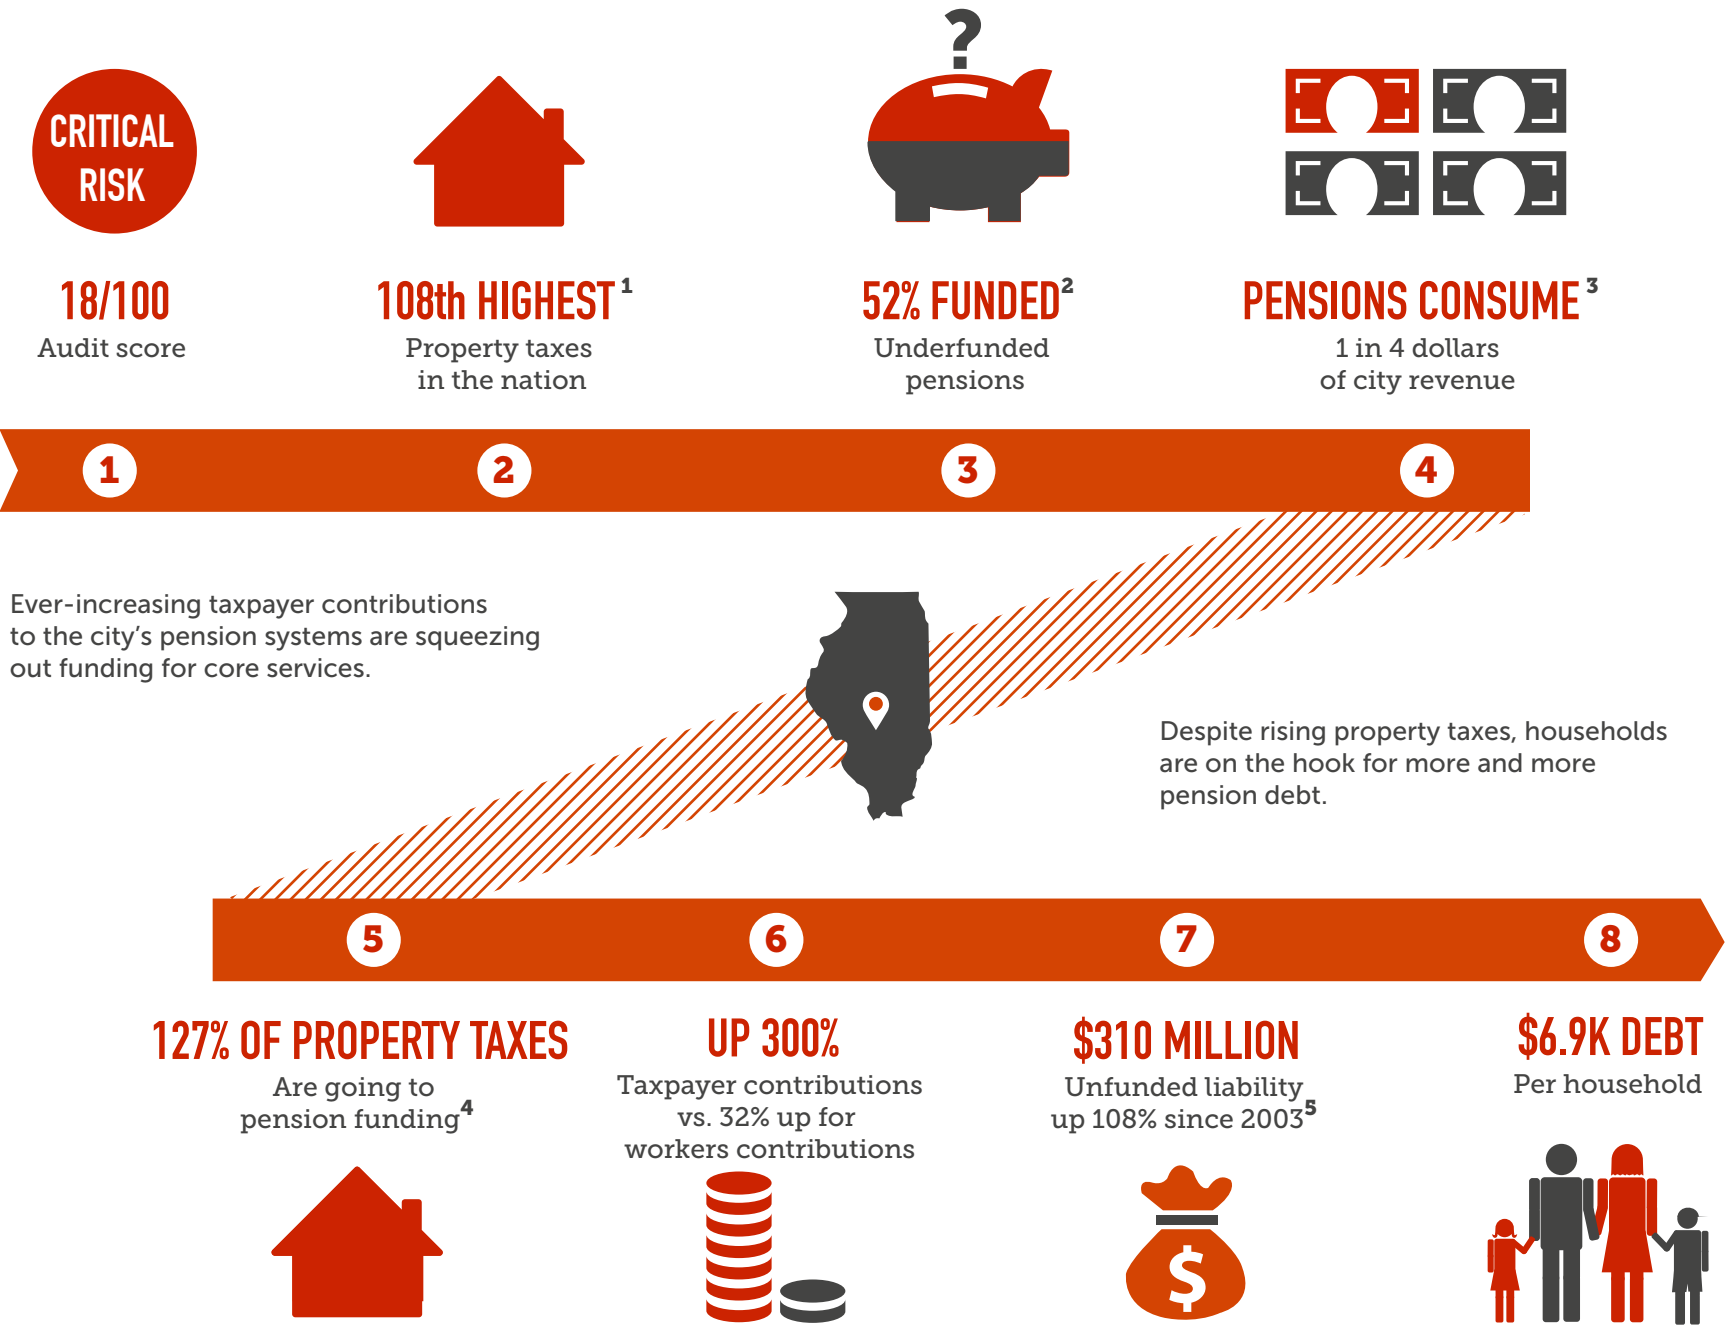 ?
CRITICAL
RISK
18/100
Audit score
108th HIGHEST 1
Property taxes
in the nation
52% FUNDED2
Underfunded
pensions
PENSIONS CONSUME 3
1 in 4 dollars
of city revenue
1
2
3
4
Ever-increasing taxpayer contributions
to the city’s pension systems are squeezing
out funding for core services.
Despite rising property taxes, households
are on the hook for more and more
pension debt.
5
6
7
8
127% OF PROPERTY TAXES
Are going to
pension funding4
UP 300%
Taxpayer contributions
vs. 32% up for
workers contributions
$310 MILLION
Unfunded liability
up 108% since 20035
$6.9K DEBT
Per household
$